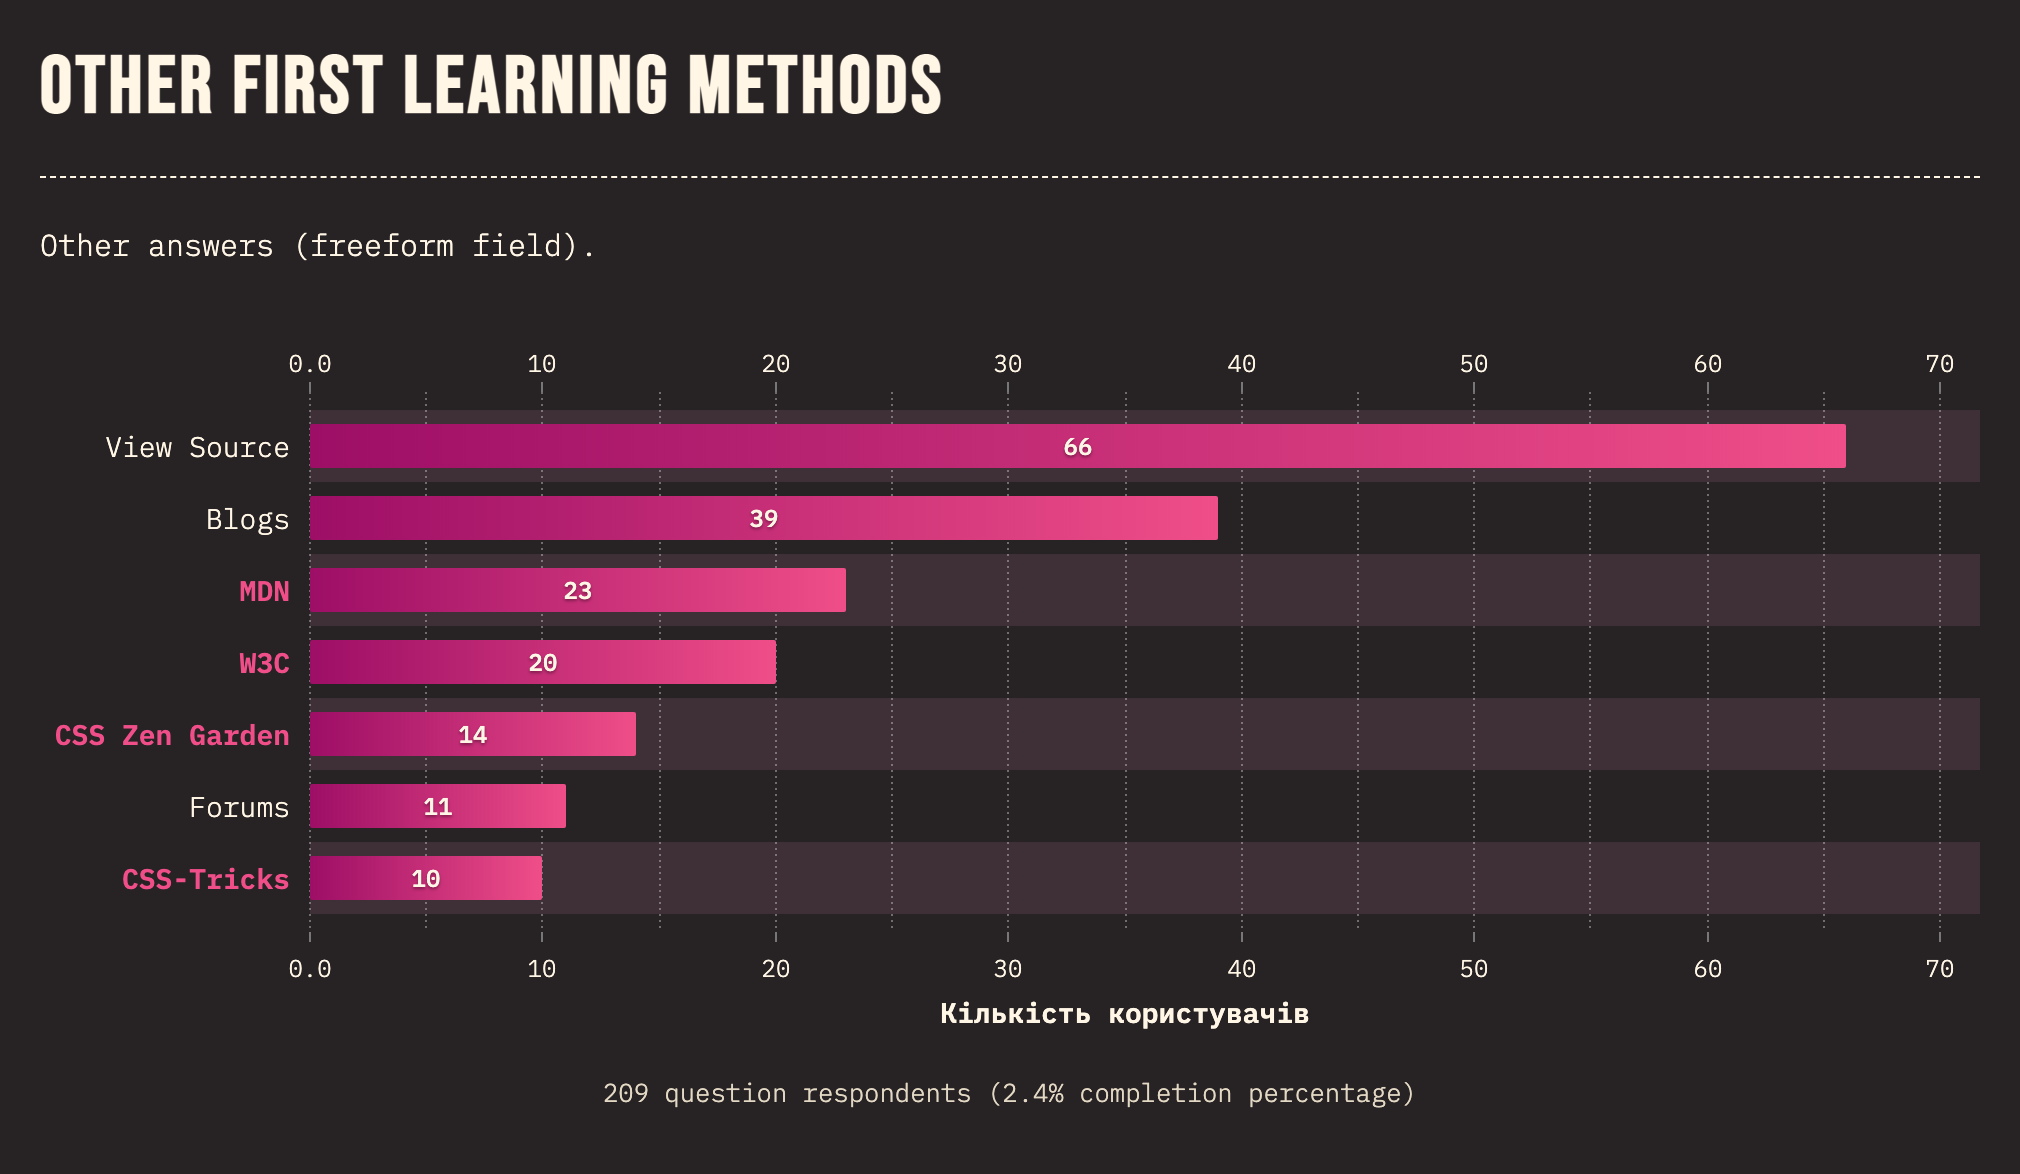 OTHER FIRST LEARNING METHODS
Other answers (freeform field).
0.0 10 20 30 40 50 60 70
View Source 66
Blogs 39
MDN 23
W3C 20
CSS Zen Garden 14
Forums 11
CSS-Tricks 10
0.0 10 20 30 40 50 60 70
Кількість користувачів
209 question respondents (2.4% completion percentage)